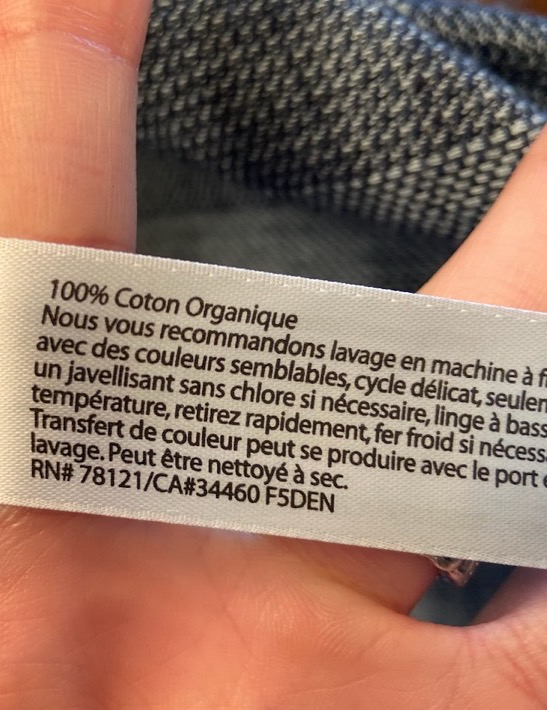 100% Coton Organique
Nous vous recommandons lavage en machine à
avec des couleurs semblables, cycle délicat,
un javellisant sans chlore si nécessaire, linge à
température, retirez rapidement, fer froid si
Transfert de couleur peut se produire avec le port
lavage. Peut être nettoyé à sec.
RN# 78121/CA#34460 F5DEN